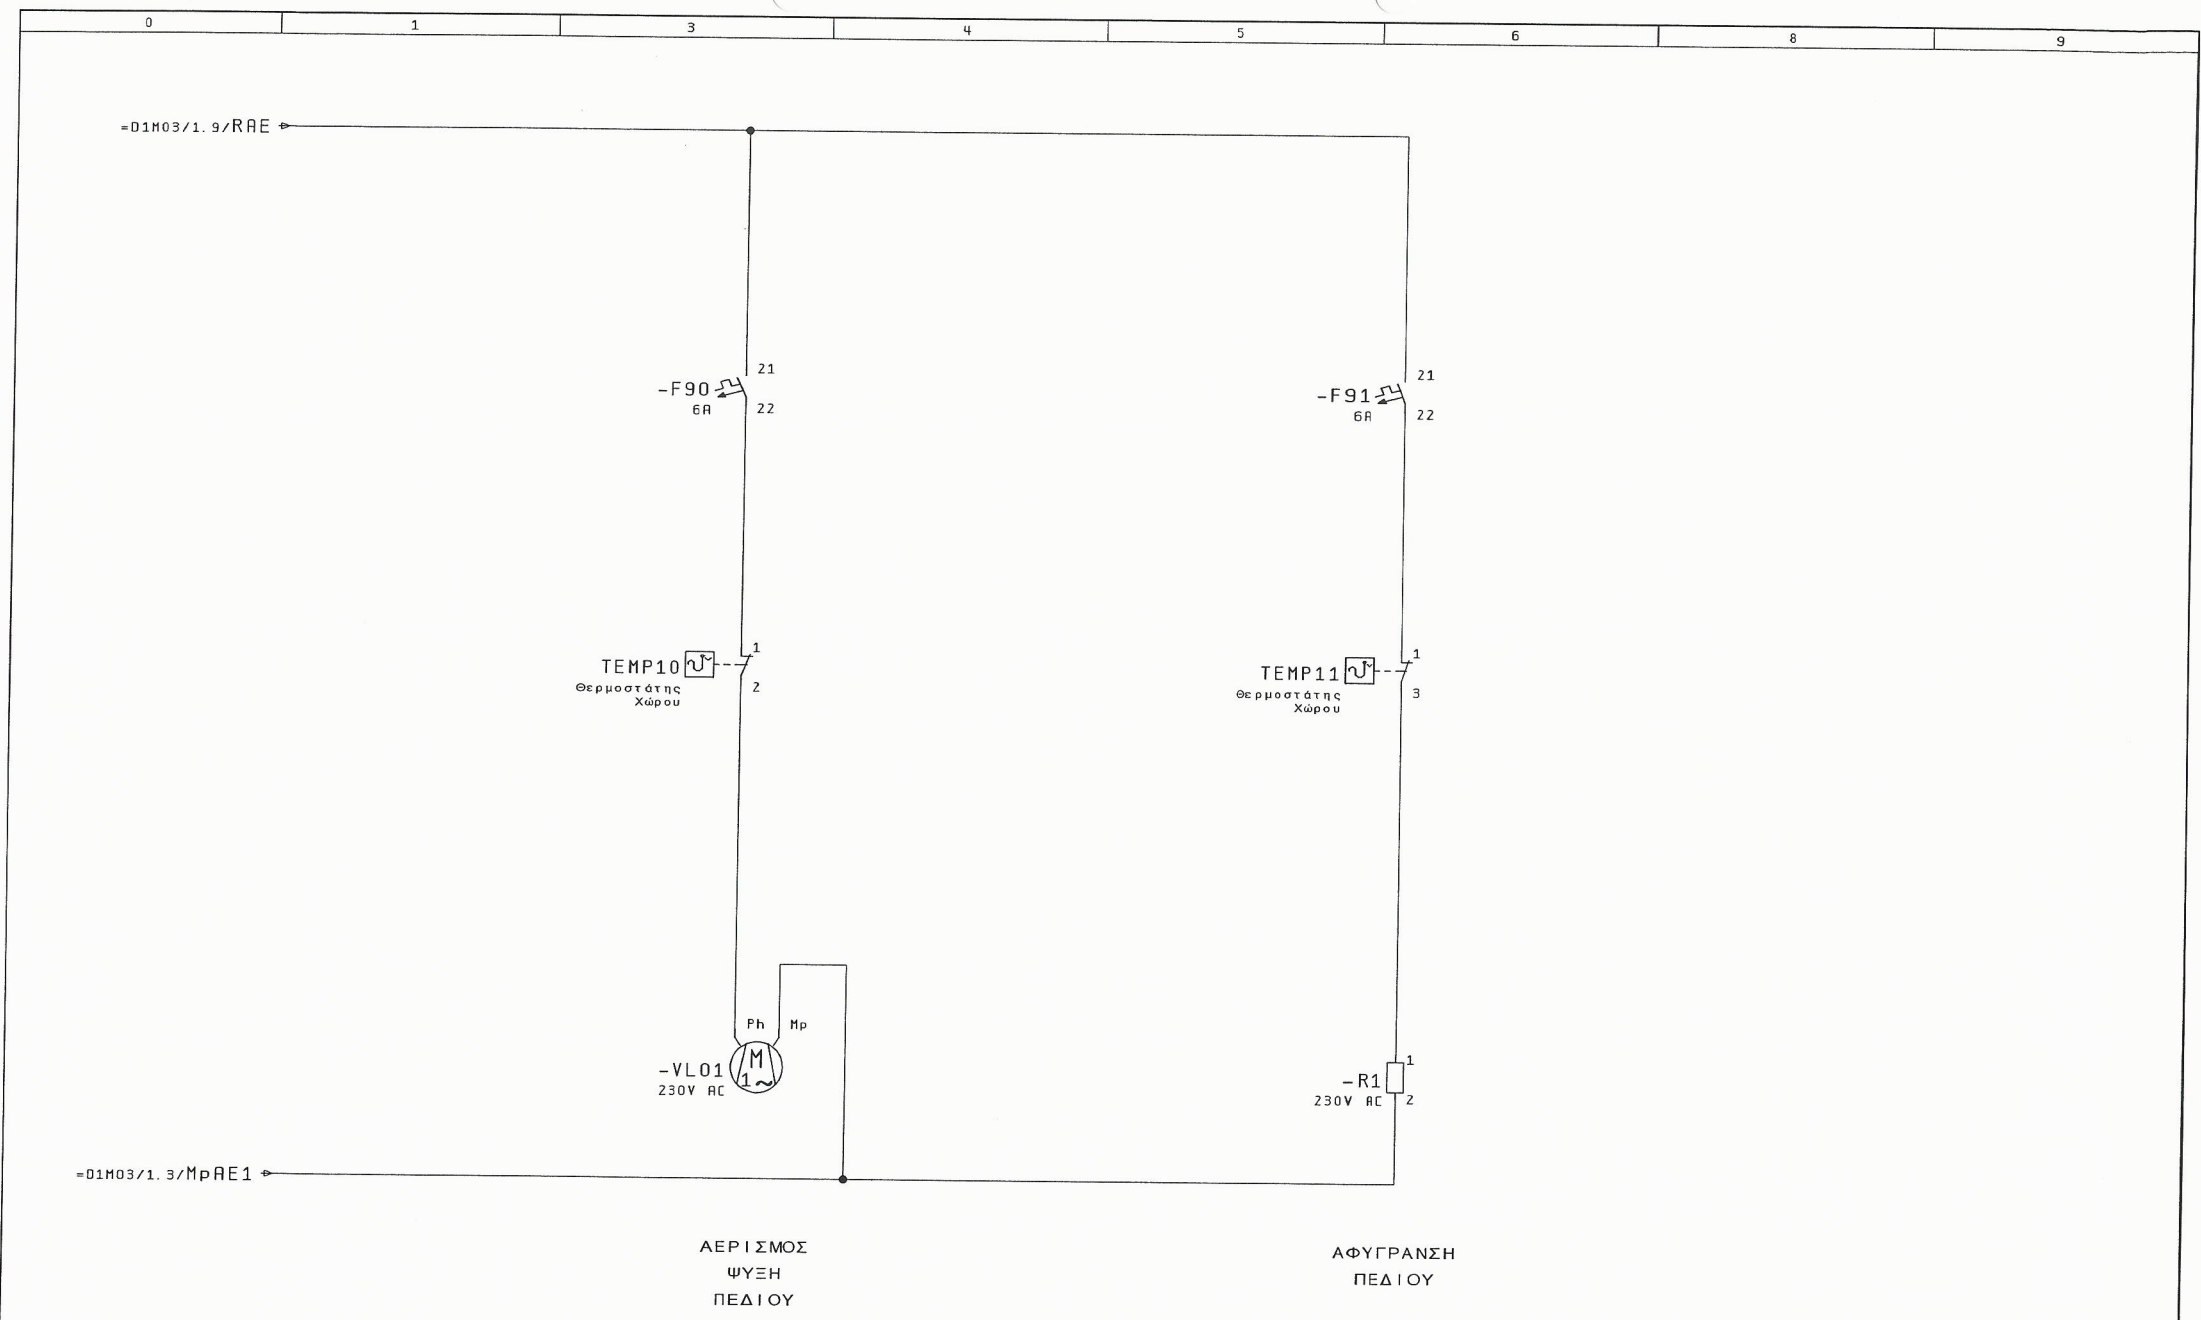 0 1 3 4 5 6 8 9
=D1M03/1.9/RAE
21
-F90
6A
22
21
-F91
6A
22
1
TEMP10
2
Θερμοστάτης
Χώρου
1
TEMP11
3
Θερμοστάτης
Χώρου
Ph Mp
-VL01
M
1~
230V AC
1
-R1
230V AC
2
=D1M03/1.3/MpAE1
ΑΕΡΙΣΜΟΣ
ΨΥΞΗ
ΠΕΔΙΟΥ
ΑΦΥΓΡΑΝΣΗ
ΠΕΔΙΟΥ